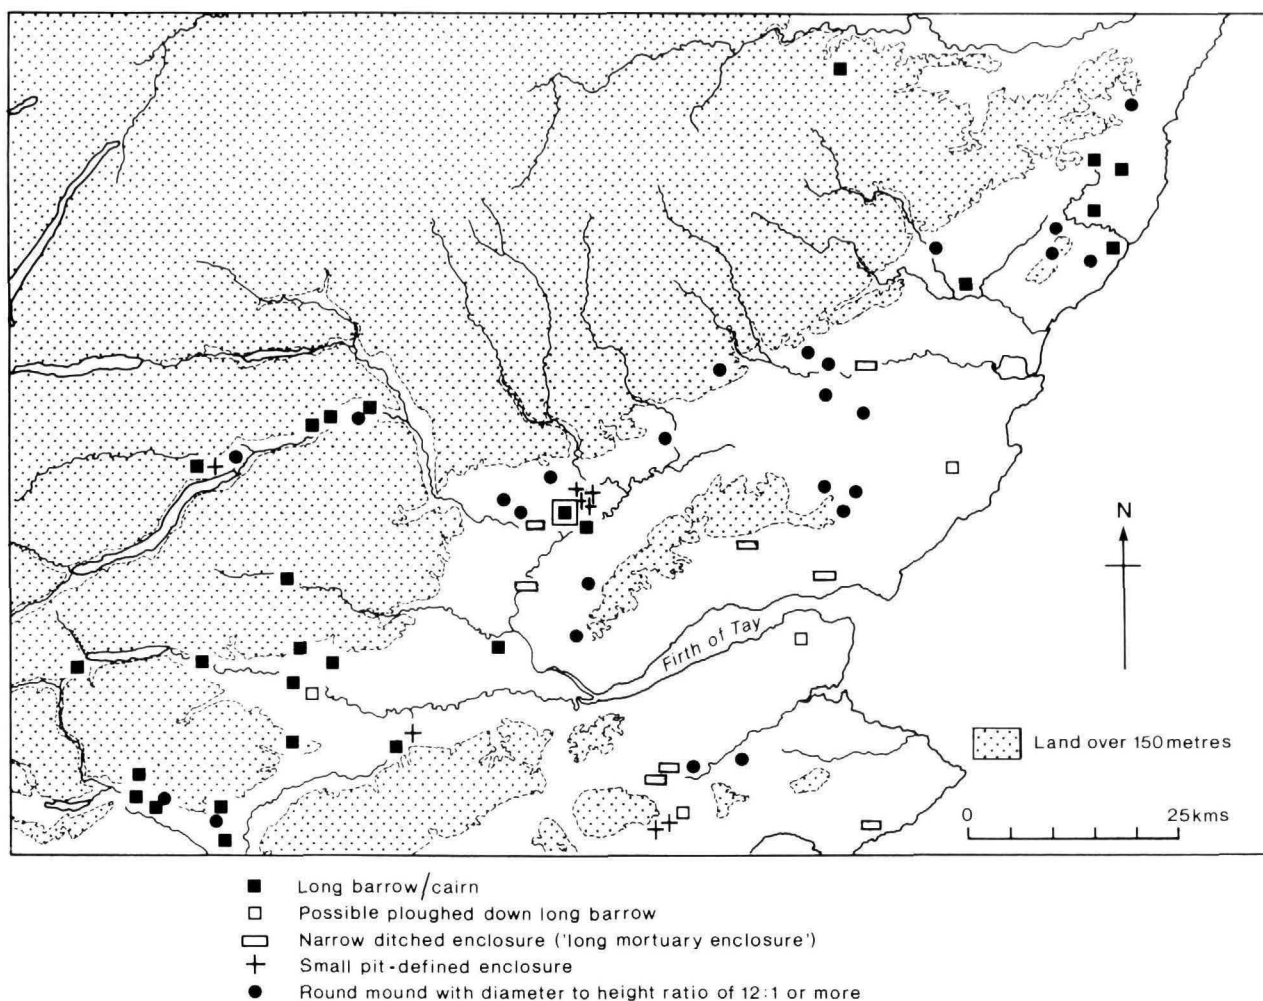 N
Firth of Tay
Land over 150 metres
0 25kms
Long barrow/cairn
Possible ploughed down long barrow
Narrow ditched enclosure ('long mortuary enclosure')
Small pit-defined enclosure
Round mound with diameter to height ratio of 12:1 or more